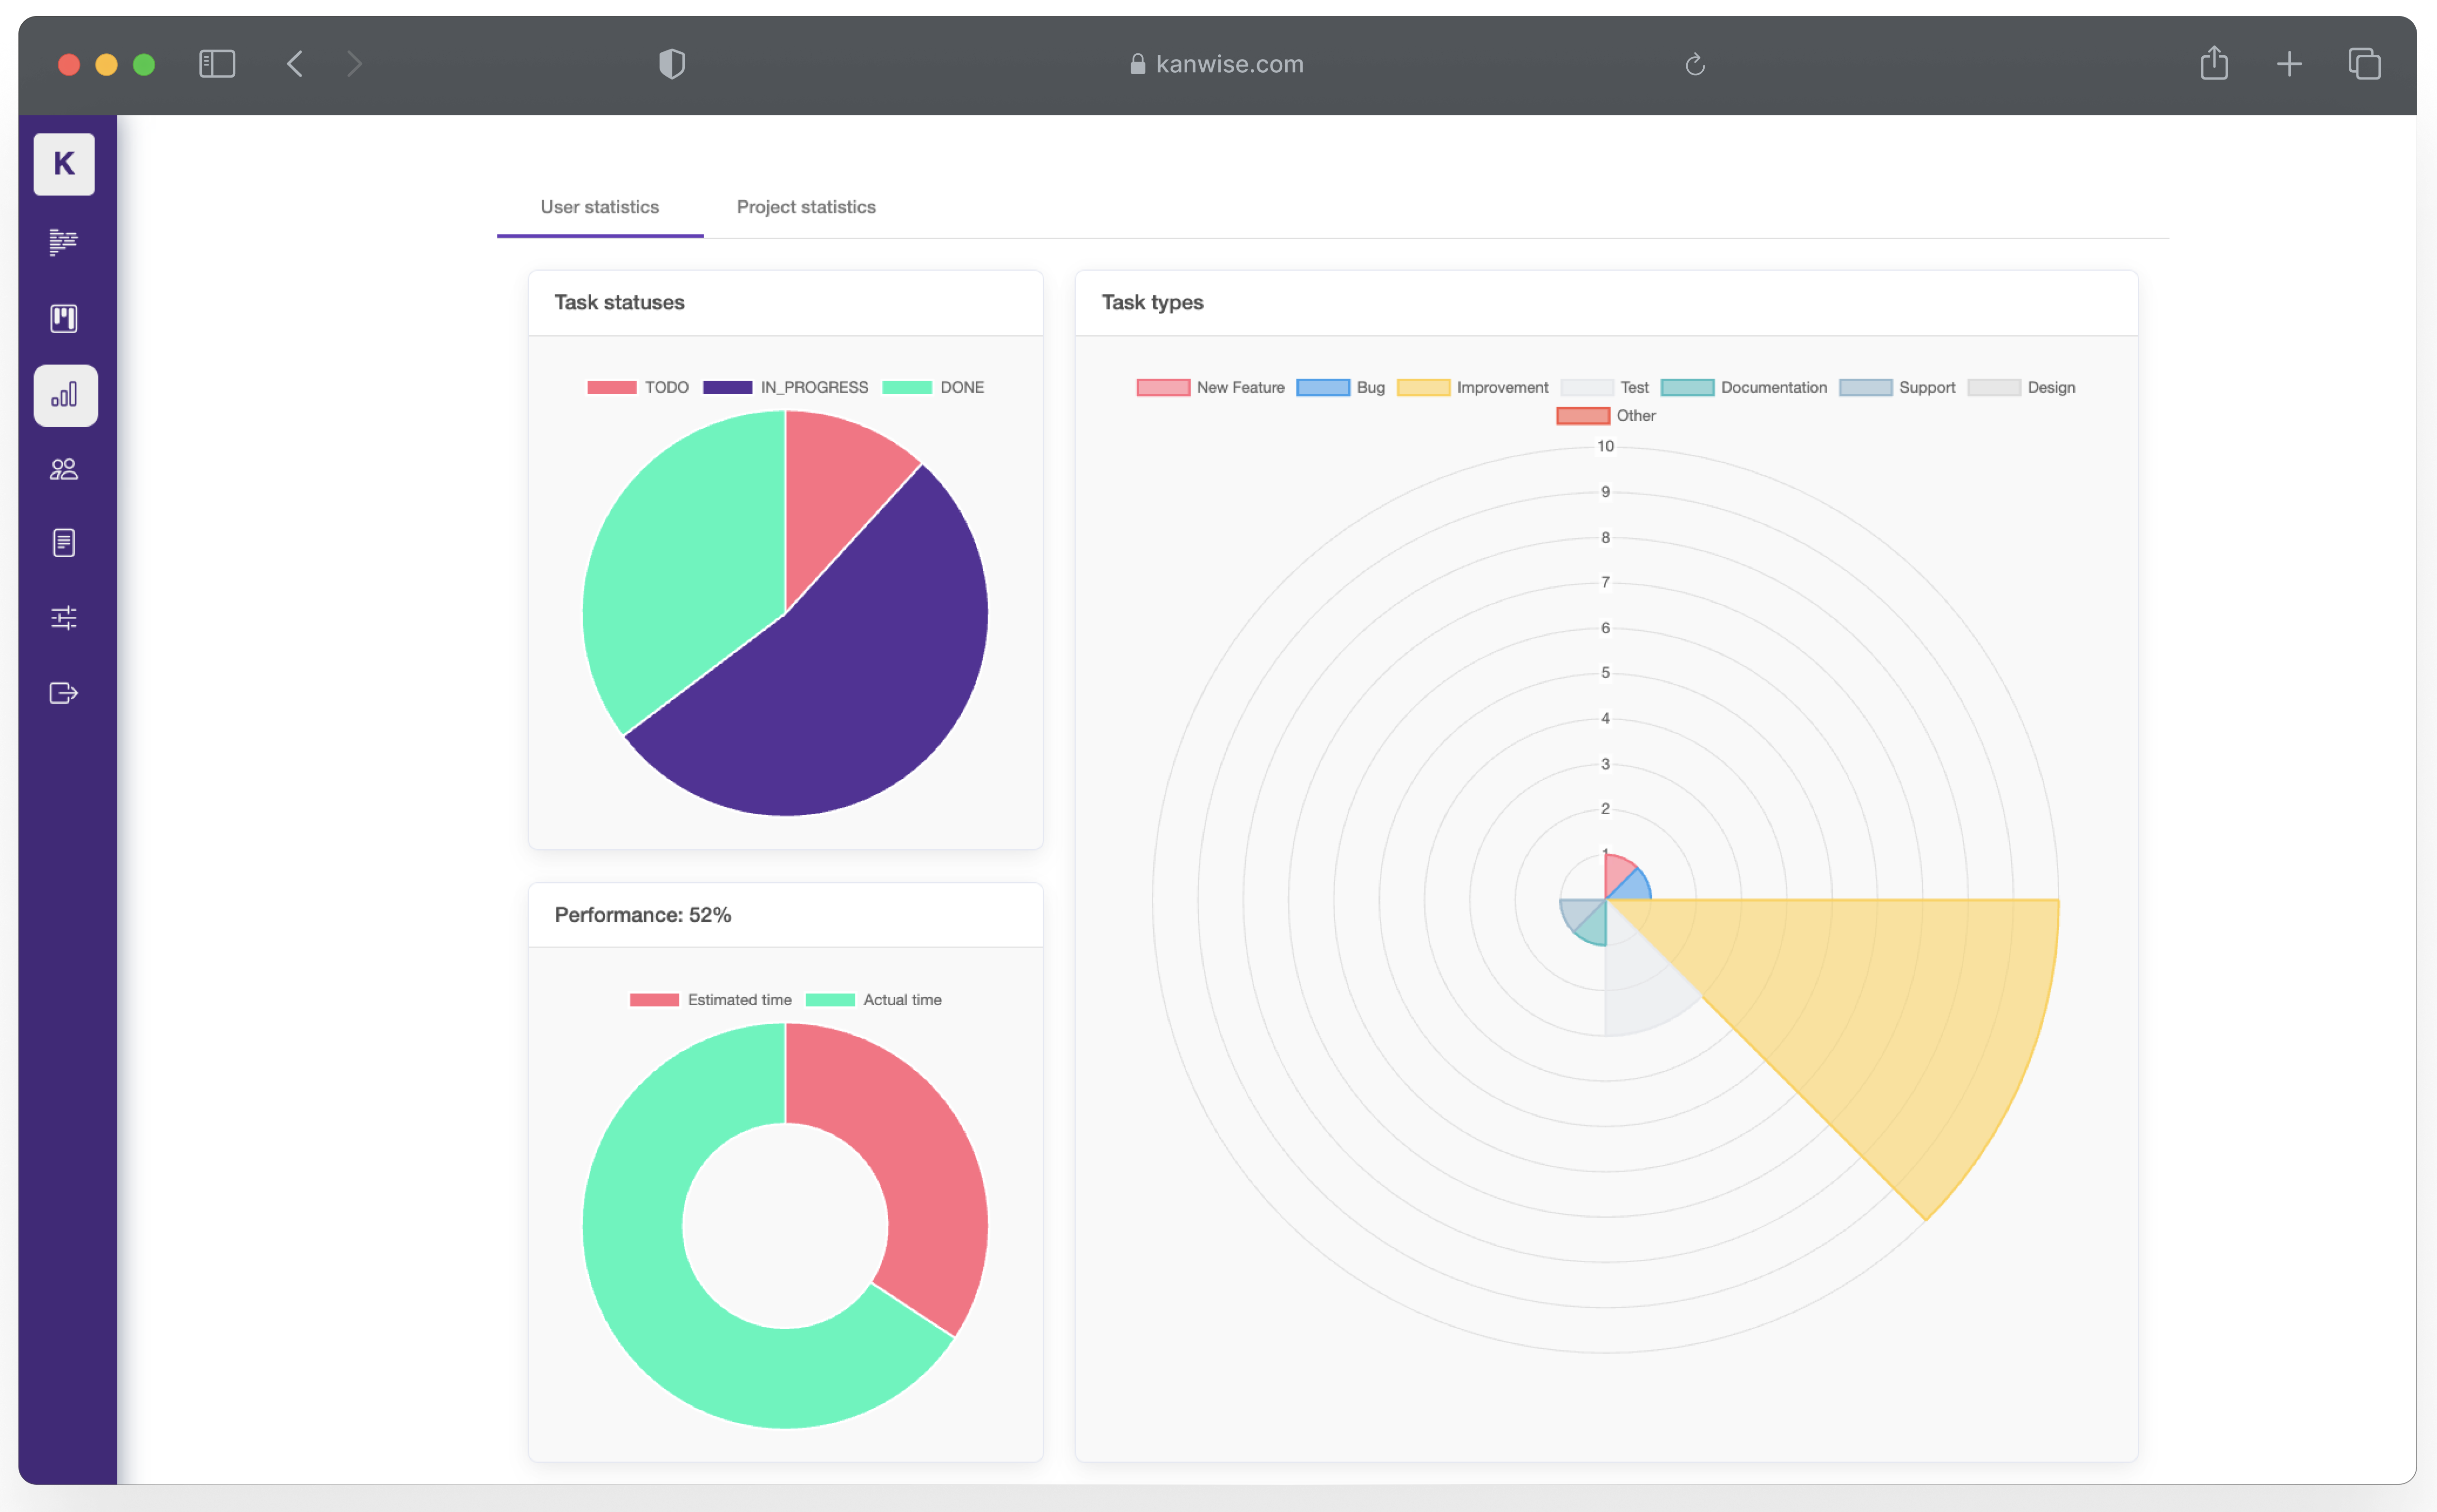 kanwise.com
K
User statistics Project statistics
Task statuses
TODO IN_PROGRESS DONE
Performance: 52%
Estimated time Actual time
Task types
New Feature Bug Improvement Test Documentation Support Design
Other
10
9
8
7
6
5
4
3
2
1